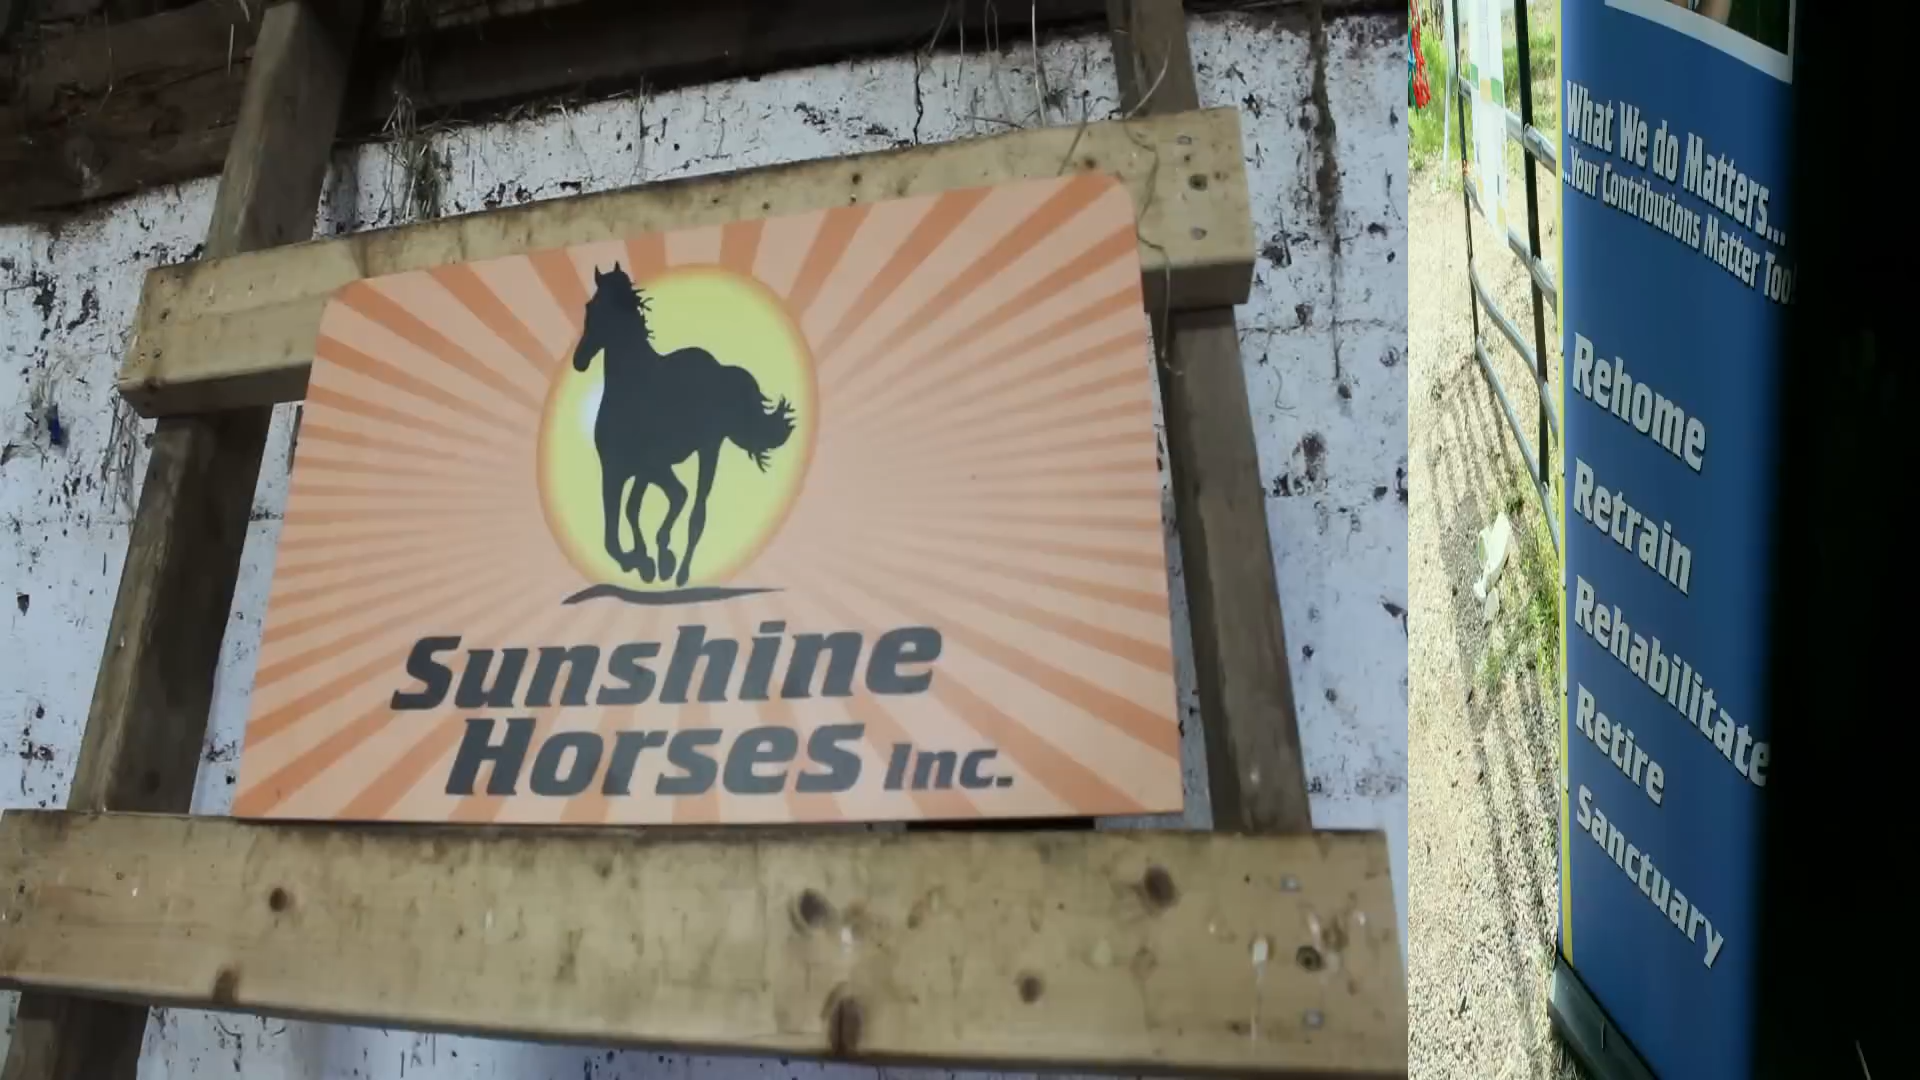 Sunshine
Horses Inc.
What We do Matters...
...Your Contributions Matter Too!
Rehome
Retrain
Rehabilitate
Retire
Sanctuary